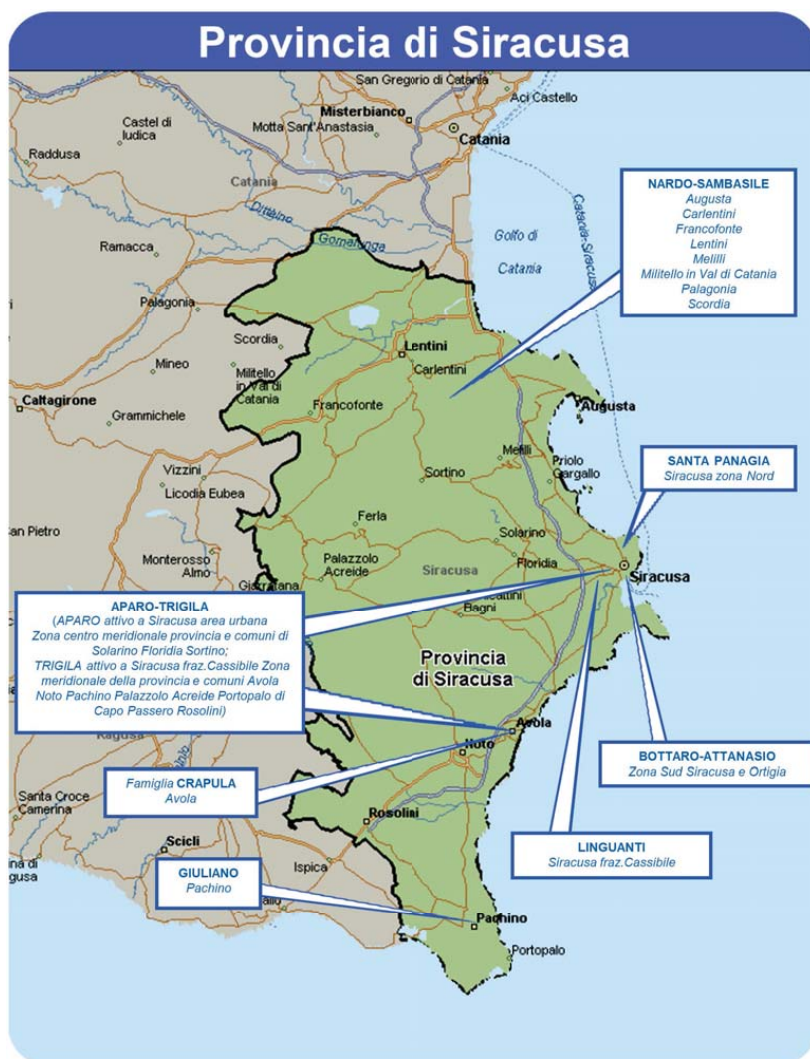 Provincia di Siracusa
San Gregorio di Catania
Aci Castello
Misterbianco
Castel di
Iudica
Motta Sant'Anastasia
Catania
Raddusa
Catania
Dittaino
Gornalunga
Golfo di
Catania
Catania-Siracusa
Ramacca
Palagonia
NARDO-SAMBASILE
Augusta
Carlentini
Francofonte
Lentini
Melilli
Militello in Val di Catania
Palagonia
Scordia
Scordia
Lentini
Mineo
Militello
in Val di
Catania
Carlentini
Caltagirone
Grammichele
Francofonte
Augusta
Melilli
Priolo
Gargallo
Vizzini
Licodia Eubea
Sortino
SANTA PANAGIA
Siracusa zona Nord
San Pietro
Ferla
Solarino
Monterosso
Almo
Palazzolo
Acreide
Siracusa
Floridia
Siracusa
Giarratana
Bagni
APARO-TRIGILA
(APARO attivo a Siracusa area urbana
Zona centro meridionale provincia e comuni di
Solarino Floridia Sortino;
TRIGILA attivo a Siracusa fraz.Cassibile Zona
meridionale della provincia e comuni Avola
Noto Pachino Palazzolo Acreide Portopalo di
Capo Passero Rosolini)
Provincia
di Siracusa
Ragusa
Avola
Noto
BOTTARO-ATTANASIO
Zona Sud Siracusa e Ortigia
Famiglia CRAPULA
Avola
Santa Croce
Camerina
Rosolini
Scicli
LINGUANTI
Siracusa fraz.Cassibile
Ispica
GIULIANO
Pachino
Pachino
Portopalo